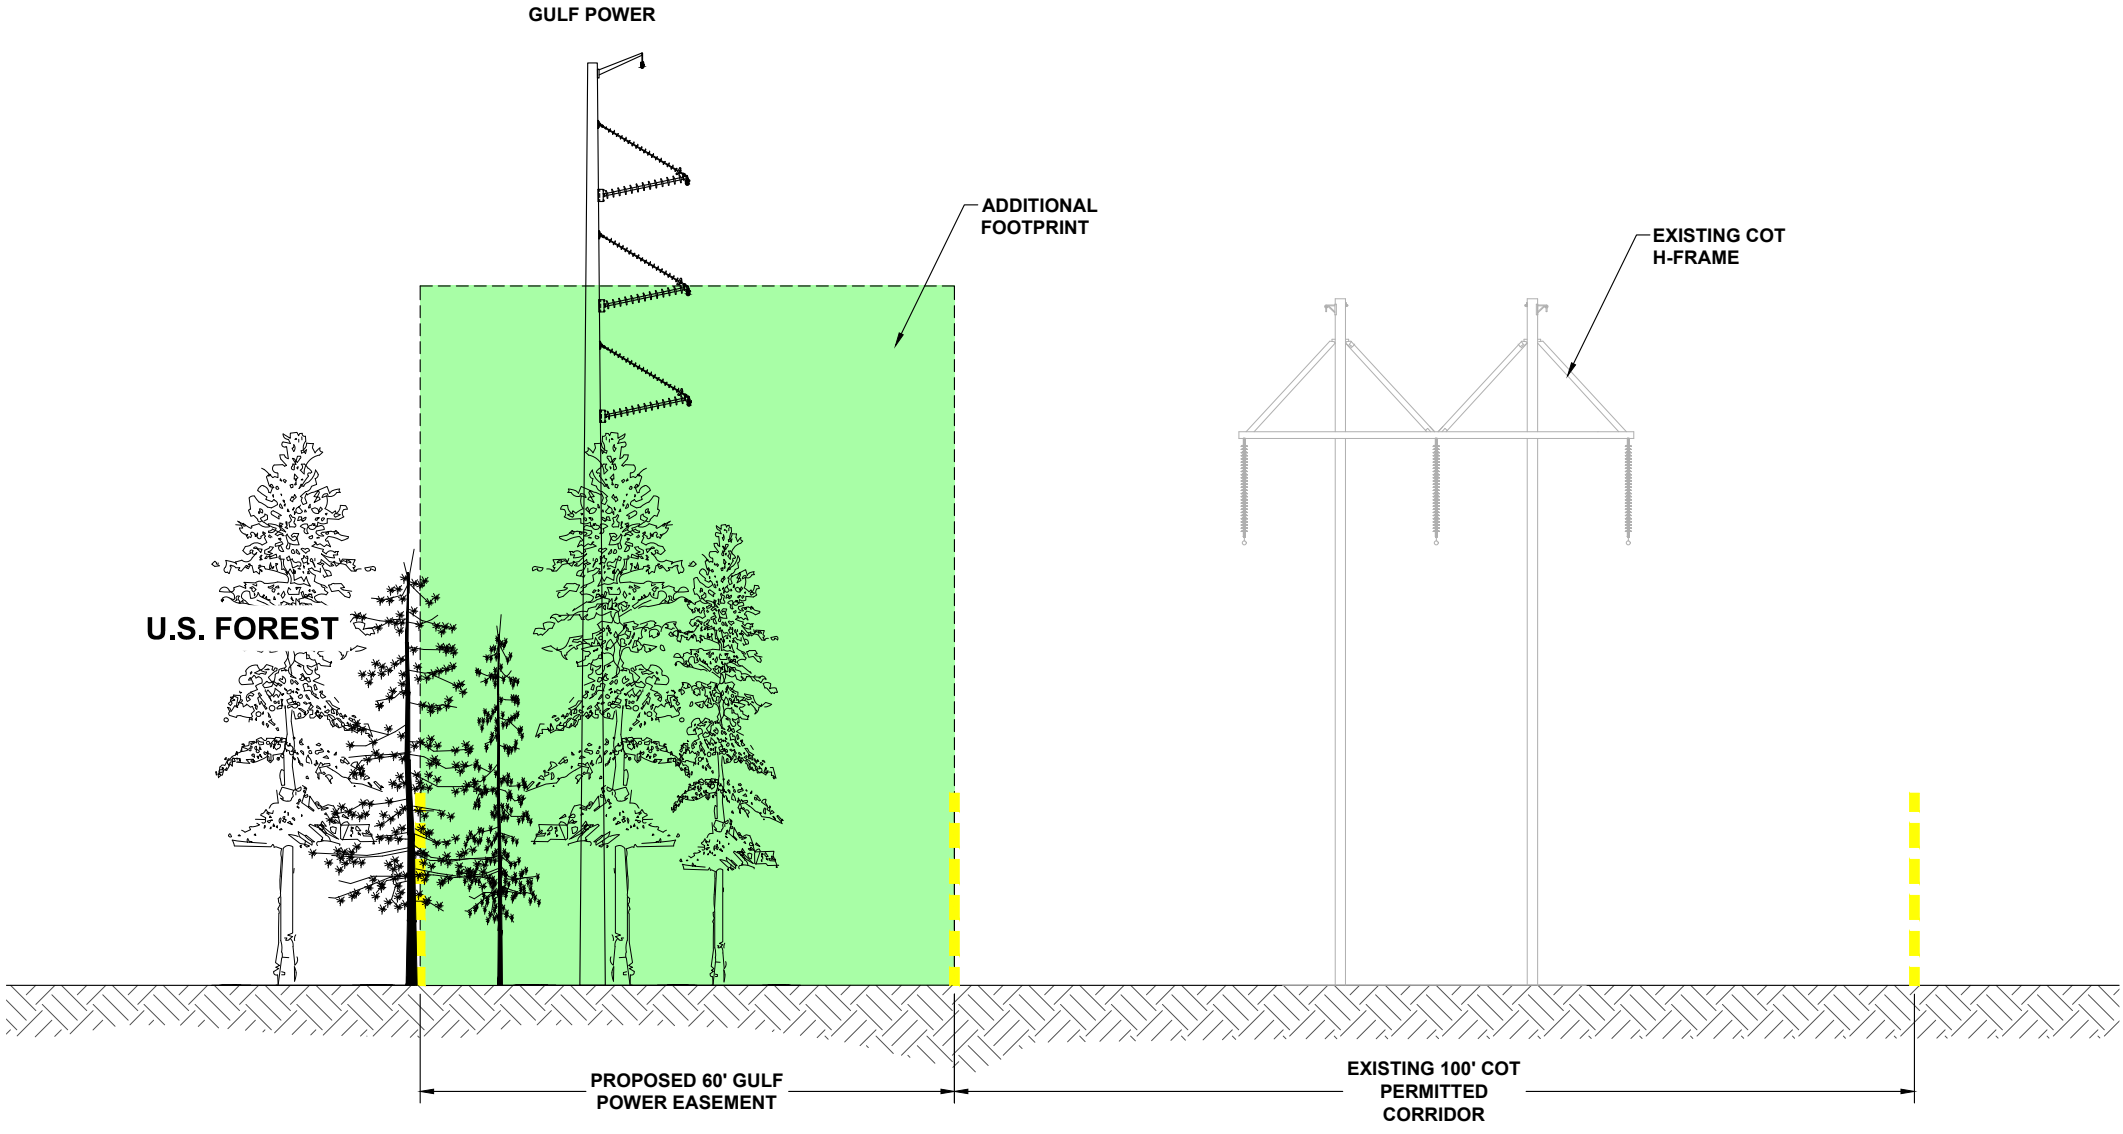 GULF POWER
ADDITIONAL
FOOTPRINT
EXISTING COT
H-FRAME
U.S. FOREST
PROPOSED 60' GULF
POWER EASEMENT
EXISTING 100' COT
PERMITTED
CORRIDOR